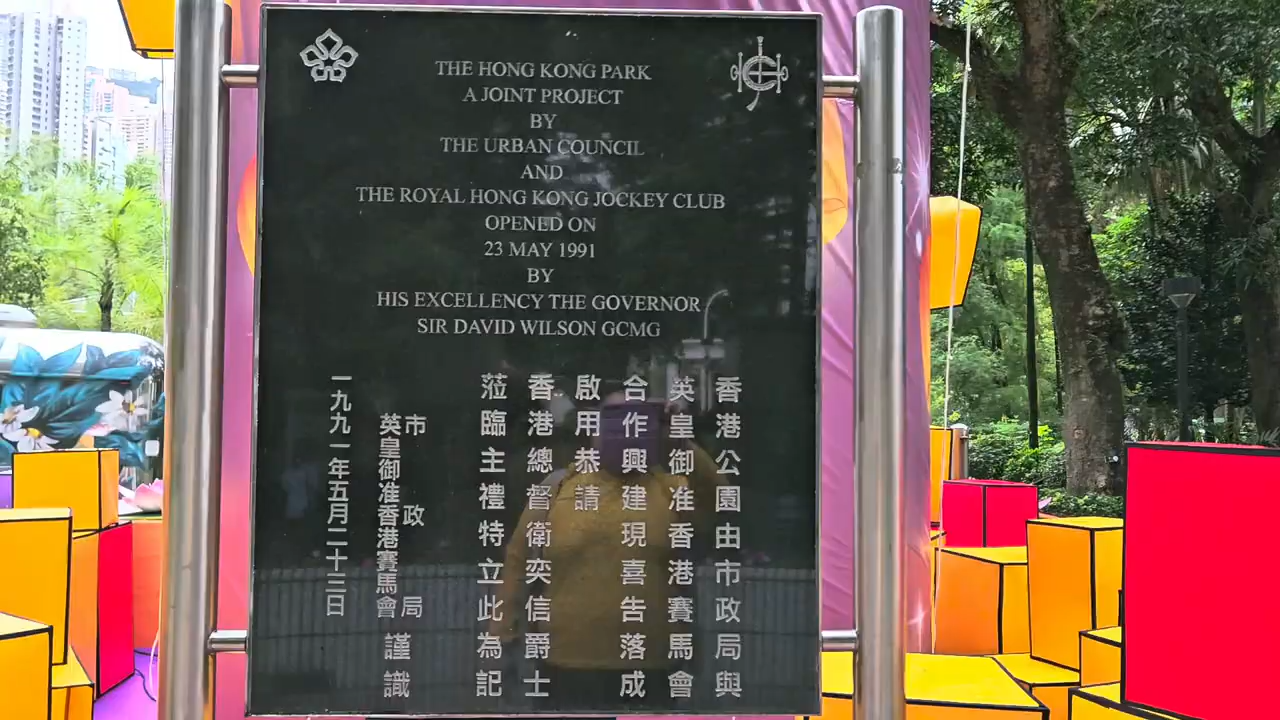 THE HONG KONG PARK
A JOINT PROJECT
BY
THE URBAN COUNCIL
AND
THE ROYAL HONG KONG JOCKEY CLUB
OPENED ON
23 MAY 1991
BY
HIS EXCELLENCY THE GOVERNOR
SIR DAVID WILSON GCMG
香港公園由市政局與
英皇御准香港賽馬會
合作興建現喜告落成
啟用恭請
香港總督衛奕信爵士
蒞臨主禮特立此為記
市政局
英皇御准香港賽馬會
謹識
一九九一年五月二十三日